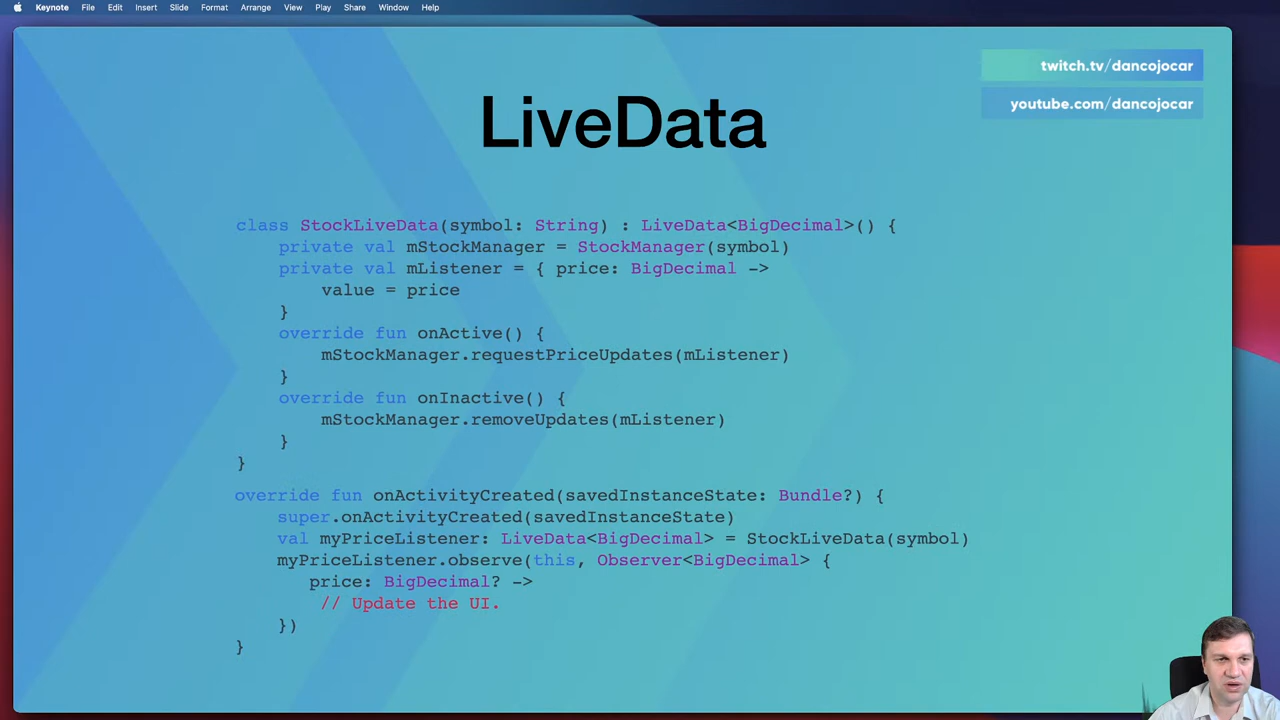 Keynote File Edit Insert Slide Format Arrange View Play Share Window Help
twitch.tv/dancojocar
youtube.com/dancojocar
LiveData
class StockLiveData(symbol: String) : LiveData<BigDecimal>() {
    private val mStockManager = StockManager(symbol)
    private val mListener = { price: BigDecimal ->
        value = price
    }
    override fun onActive() {
        mStockManager.requestPriceUpdates(mListener)
    }
    override fun onInactive() {
        mStockManager.removeUpdates(mListener)
    }
}
override fun onActivityCreated(savedInstanceState: Bundle?) {
    super.onActivityCreated(savedInstanceState)
    val myPriceListener: LiveData<BigDecimal> = StockLiveData(symbol)
    myPriceListener.observe(this, Observer<BigDecimal> {
       price: BigDecimal? ->
        // Update the UI.
    })
}